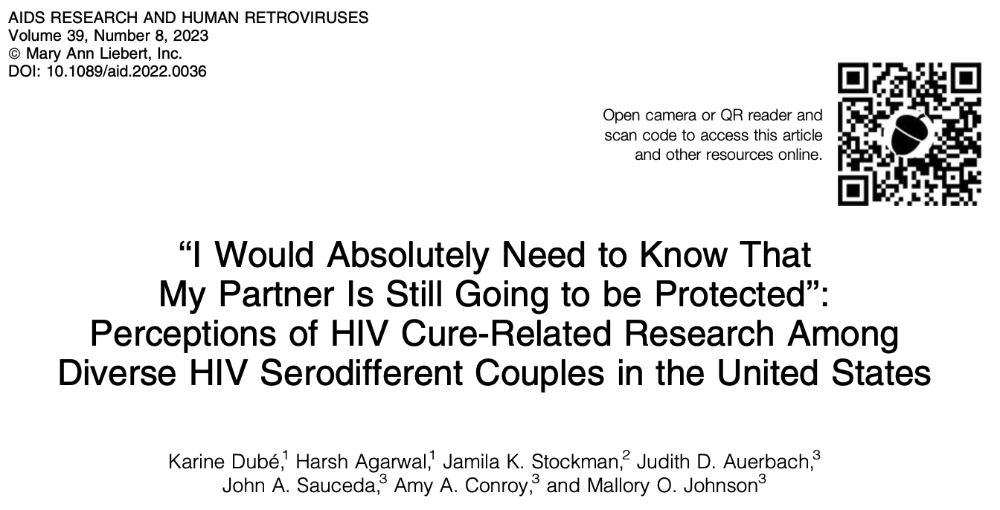 AIDS RESEARCH AND HUMAN RETROVIRUSES
Volume 39, Number 8, 2023
© Mary Ann Liebert, Inc.
DOI: 10.1089/aid.2022.0036
Open camera or QR reader and
scan code to access this article
and other resources online.
“I Would Absolutely Need to Know That
My Partner Is Still Going to be Protected”:
Perceptions of HIV Cure-Related Research Among
Diverse HIV Serodifferent Couples in the United States
Karine Dubé,1 Harsh Agarwal,1 Jamila K. Stockman,2 Judith D. Auerbach,3
John A. Sauceda,3 Amy A. Conroy,3 and Mallory O. Johnson3